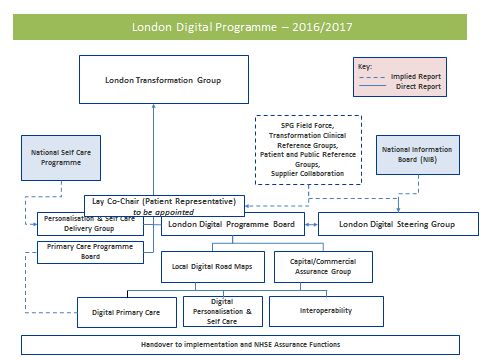 London Digital Programme – 2016/2017
London Transformation Group
Key:
Implied Report
Direct Report
SPG Field Force,
Transformation Clinical
Reference Groups,
Patient and Public Reference
Groups,
Supplier Collaboration
National Self Care
Programme
National Information
Board (NIB)
Lay Co-Chair (Patient Representative)
to be appointed
Personalisation & Self Care
Delivery Group
London Digital Programme Board
London Digital Steering Group
Primary Care Programme
Board
Local Digital Road Maps
Capital/Commercial
Assurance Group
Digital Primary Care
Digital
Personalisation &
Self Care
Interoperability
Handover to implementation and NHSE Assurance Functions